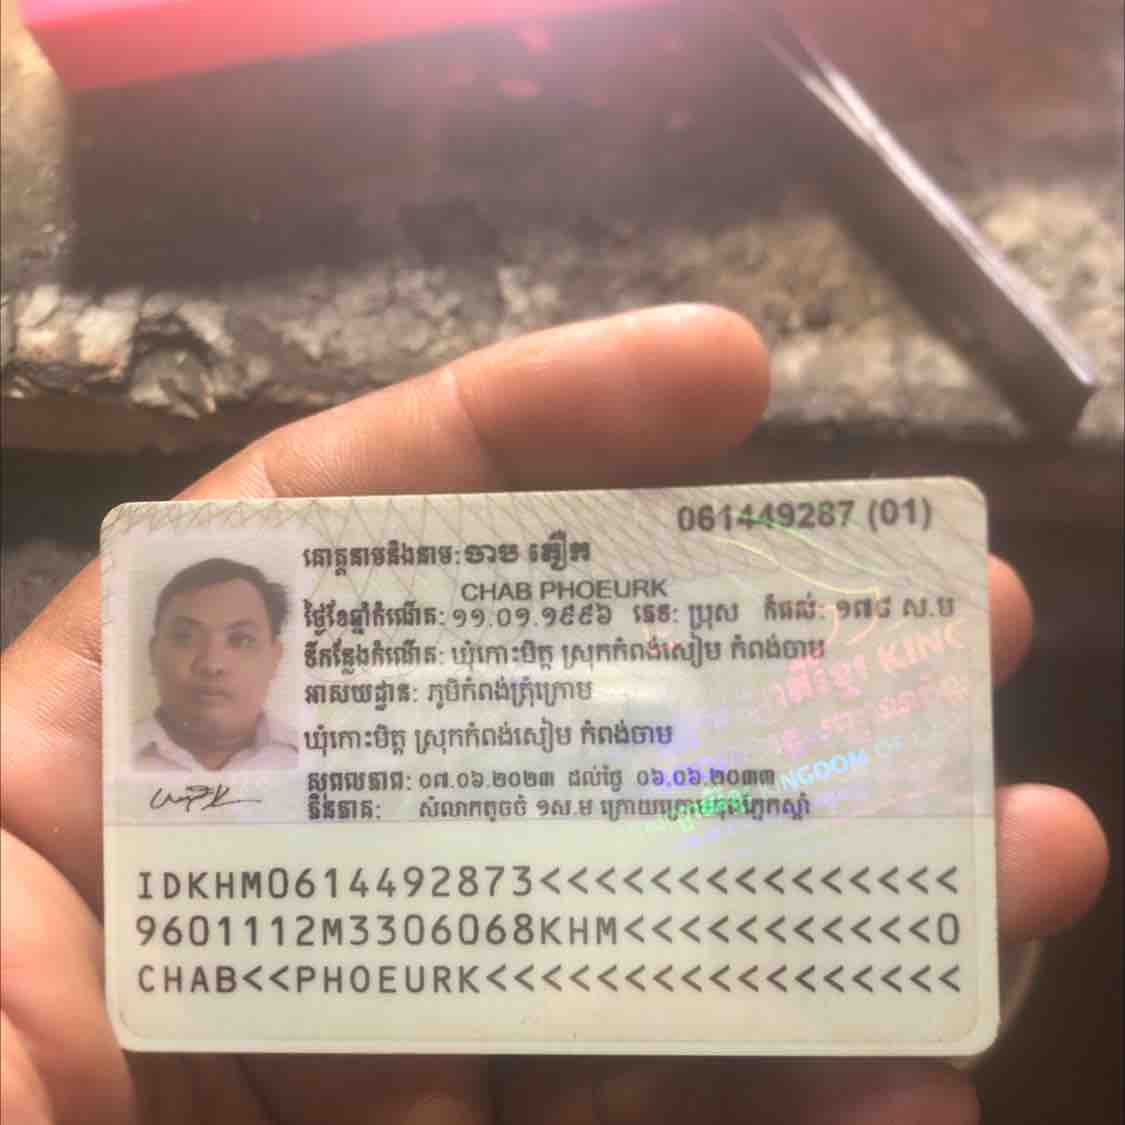 061449287 (01)
គោត្តនាមនិងនាម: ចាប ភឿក
CHAB PHOEURK
ថ្ងៃខែឆ្នាំកំណើត: ១១.០១.១៩៩៦ ភេទ: ប្រុស កំពស់: ១៧៨ ស.ម
ទីកន្លែងកំណើត: ឃុំកោះមិត្ត ស្រុកកំពង់សៀម កំពង់ចាម
អាសយដ្ឋាន: ភូមិកំពង់គ្រុំក្រោម
ឃុំកោះមិត្ត ស្រុកកំពង់សៀម កំពង់ចាម
សុពលភាព: ០៧.០៦.២០២៣ ដល់ថ្ងៃ ០៦.០៦.២០៣៣
ភិនភាគ: សំលាកតូចចំ ១ស.ម ក្រោយ
KINGDOM OF
IDKHM0614492873<<<<<<<<<<<<<<<
9601112M3306068KHM<<<<<<<<<<<0
CHAB<<PHOEURK<<<<<<<<<<<<<<<<<